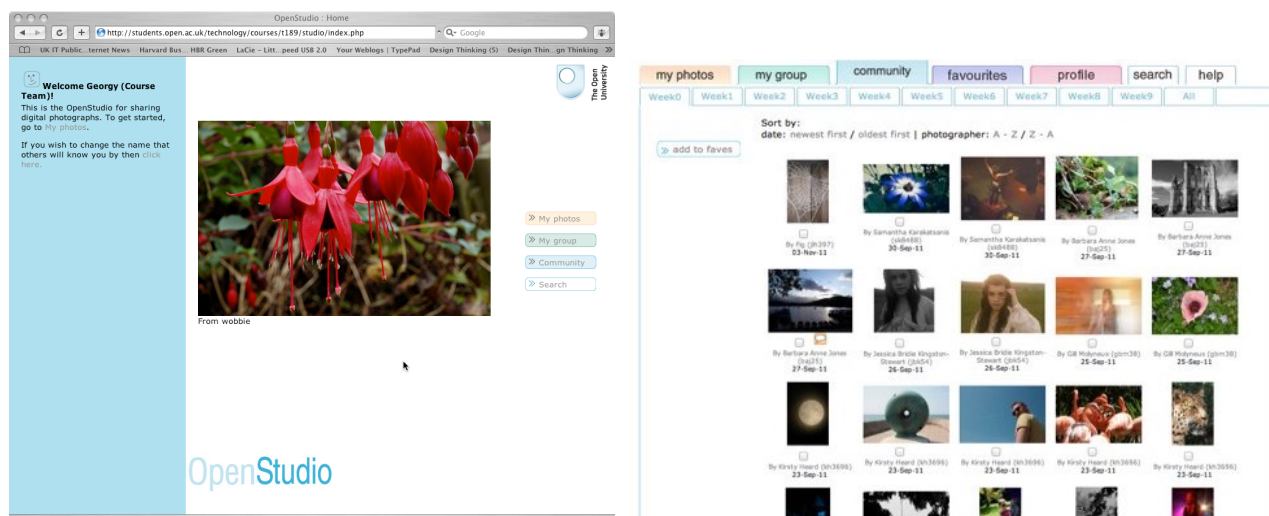 OpenStudio : Home
http://students.open.ac.uk/technology/courses/t189/studio/index.php
Google
UK IT Public...ternet News Harvard Bus... HBR Green LaCie – Litt...peed USB 2.0 Your Weblogs | TypePad Design Thinking (5) Design Thin...gn Thinking
Welcome Georgy (Course
Team)!
This is the OpenStudio for sharing
digital photographs. To get started,
go to My photos.
If you wish to change the name that
others will know you by then click
here.
The Open
University
My photos
My group
Community
Search
From wobbie
OpenStudio
my photos my group community favourites profile search help
Week0 Week1 Week2 Week3 Week4 Week5 Week6 Week7 Week8 Week9 All
Sort by:
date: newest first / oldest first | photographer: A - Z / Z - A
add to faves
By Fig (jlh397)
03-Nov-11
By Samantha Karakatsanis
(sk8488)
30-Sep-11
By Samantha Karakatsanis
(sk8488)
30-Sep-11
By Barbara Anne Jones
(baj25)
27-Sep-11
By Barbara Anne Jones
(baj25)
27-Sep-11
By Barbara Anne Jones
(baj25)
27-Sep-11
By Jessica Bridie Kingston-
Stewart (jbk54)
26-Sep-11
By Jessica Bridie Kingston-
Stewart (jbk54)
26-Sep-11
By Gill Molyneux (gbm38)
25-Sep-11
By Gill Molyneux (gbm38)
25-Sep-11
By Kirsty Heard (kh3696)
23-Sep-11
By Kirsty Heard (kh3696)
23-Sep-11
By Kirsty Heard (kh3696)
23-Sep-11
By Kirsty Heard (kh3696)
23-Sep-11
By Kirsty Heard (kh3696)
23-Sep-11